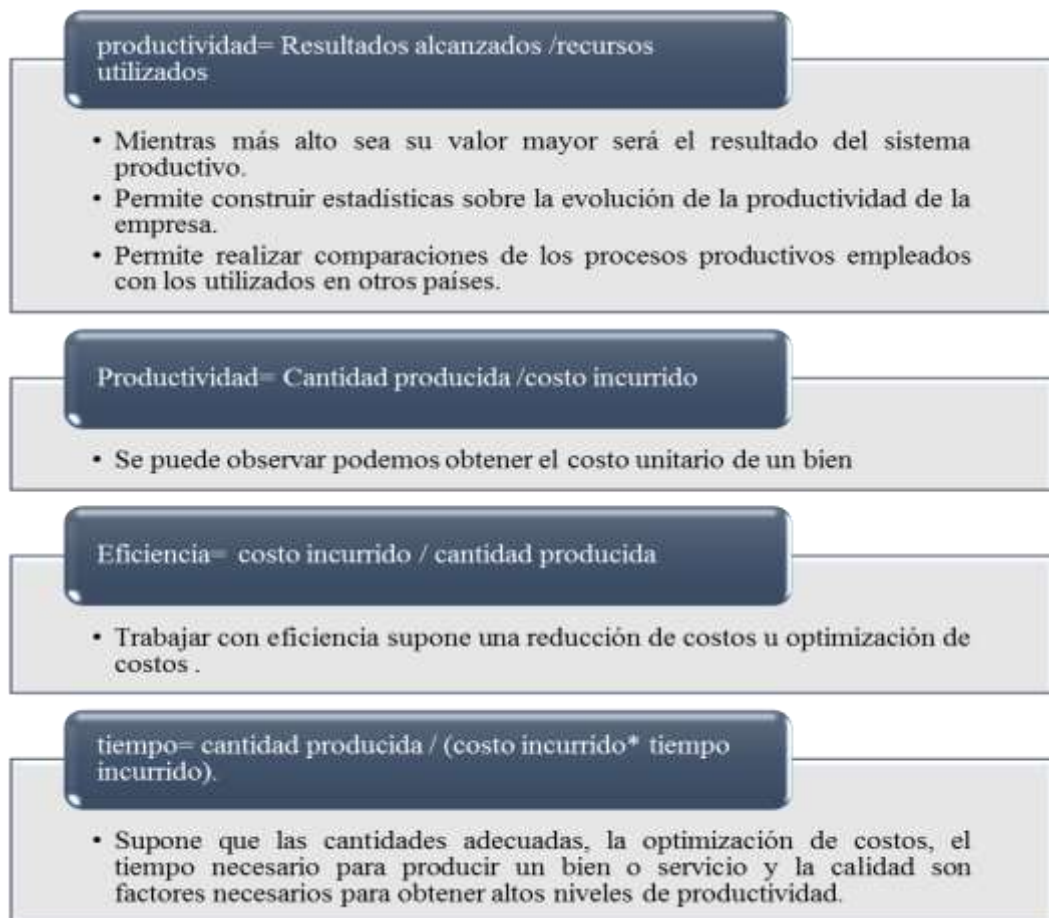 productividad= Resultados alcanzados /recursos
utilizados
• Mientras más alto sea su valor mayor será el resultado del sistema
productivo.
• Permite construir estadísticas sobre la evolución de la productividad de la
empresa.
• Permite realizar comparaciones de los procesos productivos empleados
con los utilizados en otros países.
Productividad= Cantidad producida /costo incurrido
• Se puede observar podemos obtener el costo unitario de un bien
Eficiencia= costo incurrido / cantidad producida
• Trabajar con eficiencia supone una reducción de costos u optimización de
costos .
tiempo= cantidad producida / (costo incurrido* tiempo
incurrido).
• Supone que las cantidades adecuadas, la optimización de costos, el
tiempo necesario para producir un bien o servicio y la calidad son
factores necesarios para obtener altos niveles de productividad.